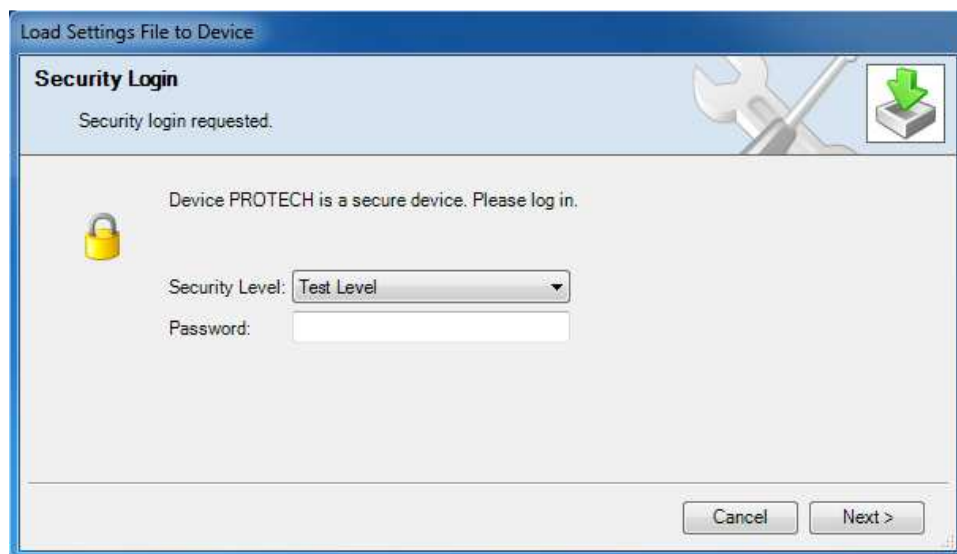 Load Settings File to Device
Security Login
Security login requested.
Device PROTECH is a secure device. Please log in.
Security Level: Test Level
Password:
Cancel Next >